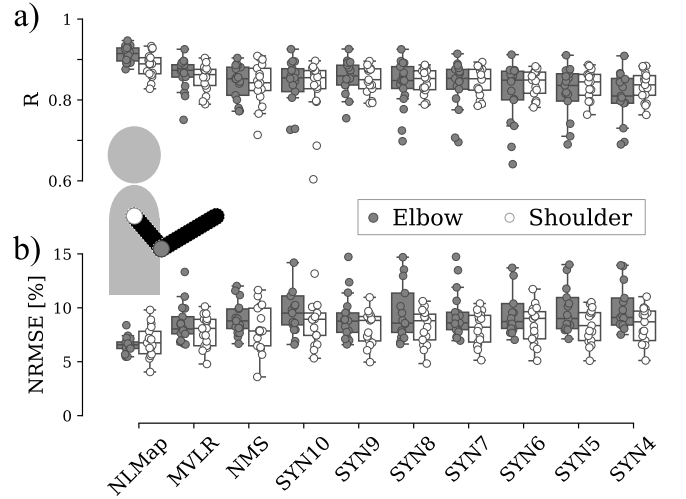 a)
1
0.8
0.6
R
Elbow
Shoulder
b)
15
10
5
0
NRMSE [%]
NLMap
MVLR
NMS
SYN10
SYN9
SYN8
SYN7
SYN6
SYN5
SYN4